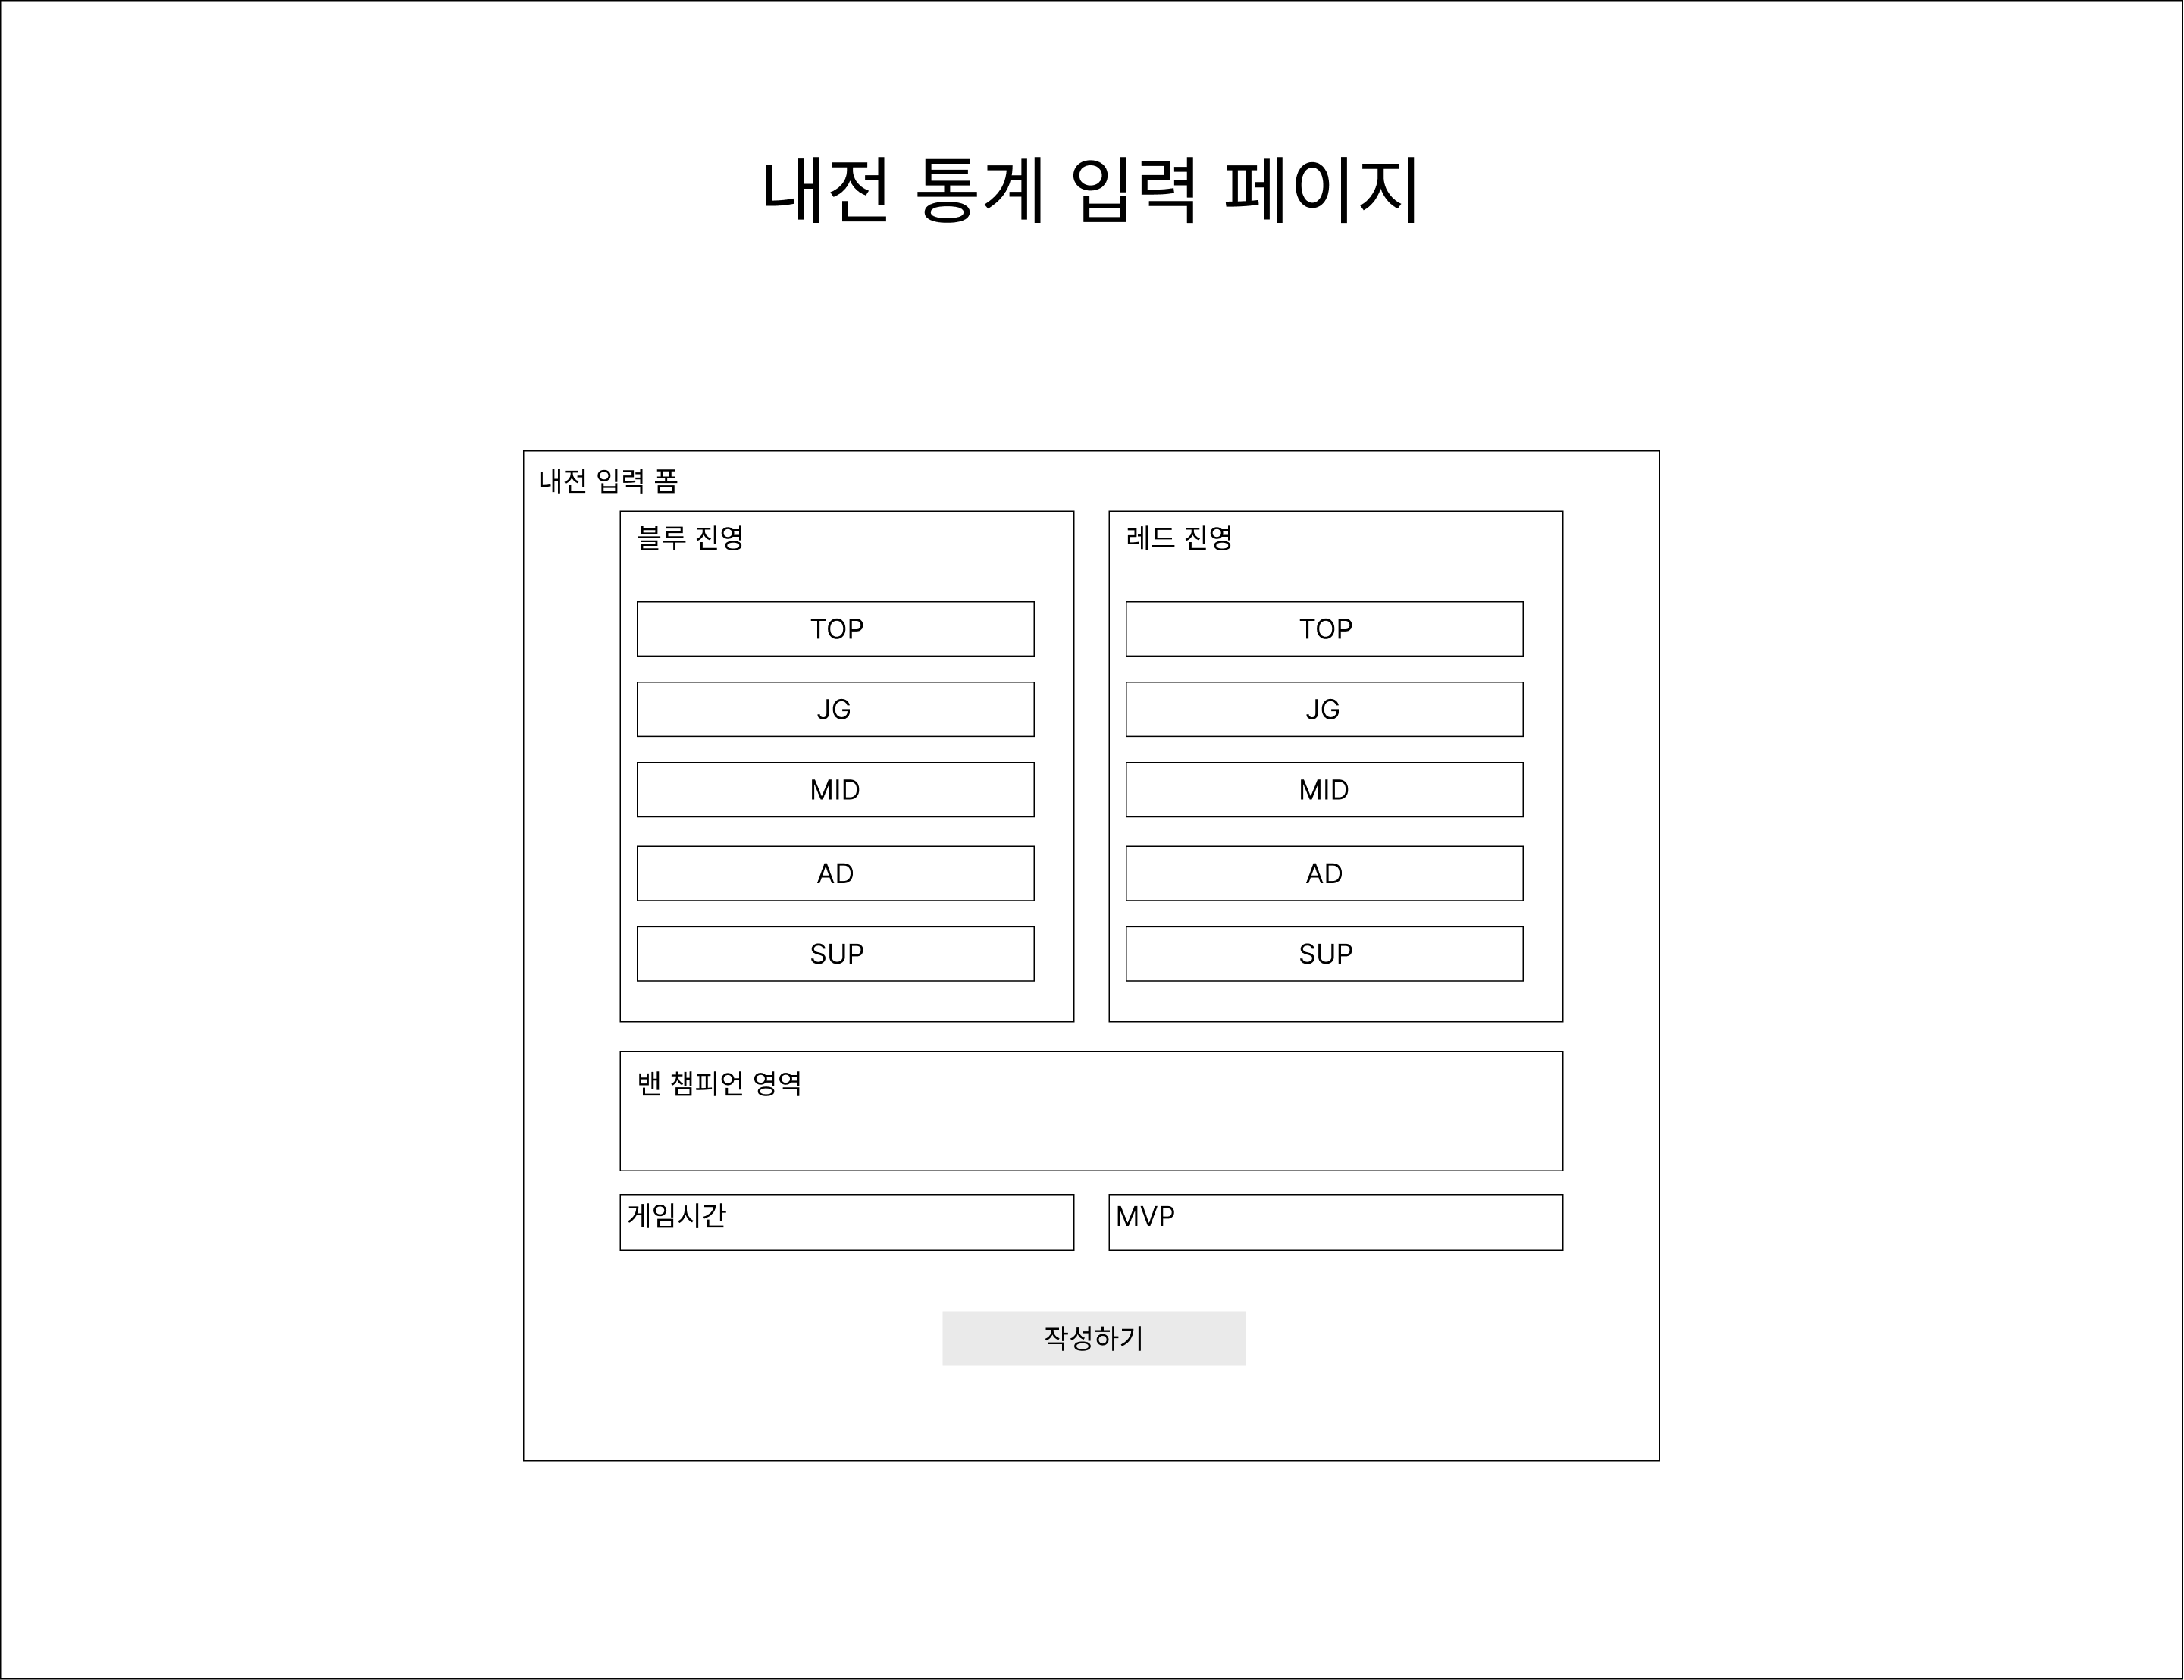 내전 통계 입력 페이지
내전 입력 폼
블루 진영
TOP
JG
MID
AD
SUP
레드 진영
TOP
JG
MID
AD
SUP
밴 챔피언 영역
게임시간
MVP
작성하기